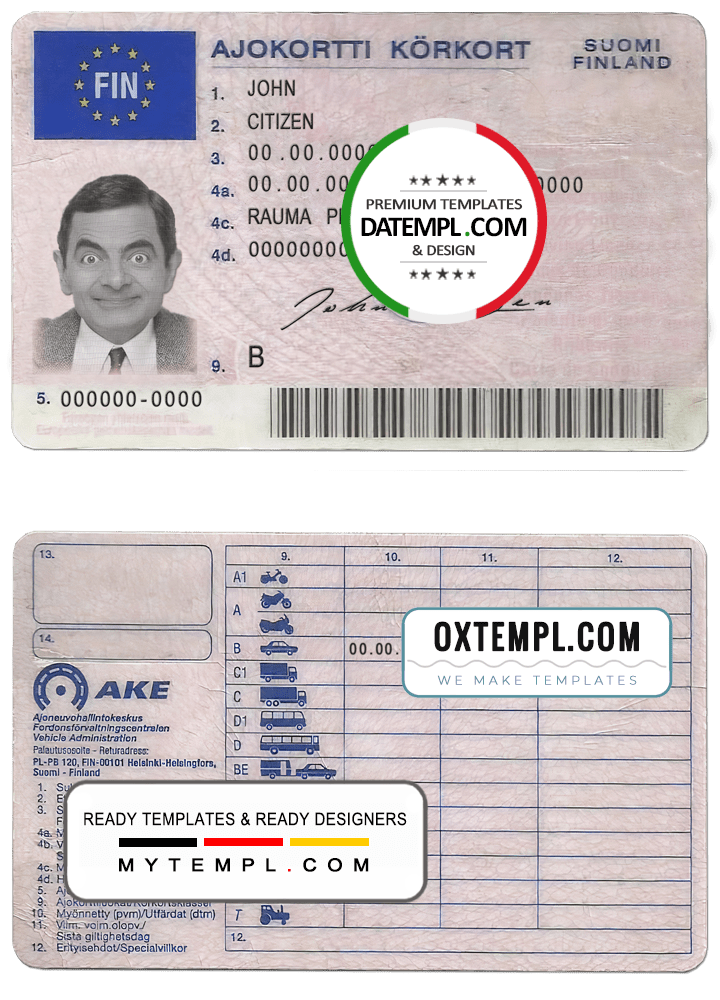 FIN
AJOKORTTI KÖRKORT
SUOMI
FINLAND
1. JOHN
2. CITIZEN
3. 00.00.0000
4a. 00.00.00 0000
4c. RAUMA
4d. 000000000
9. B
5. 000000-0000
PREMIUM TEMPLATES
DATEMPL.COM
& DESIGN
13.
14.
9. 10. 11. 12.
A1
A
B 00.00.
C1
C
D1
D
BE
T
12.
OXTEMPL.COM
WE MAKE TEMPLATES
AKE
Ajoneuvohallintokeskus
Fordonsförvaltningscentralen
Vehicle Administration
Palautusosoite - Returadress:
PL-PB 120, FIN-00101 Helsinki-Helsingfors,
Suomi - Finland
1.
2.
3.
4a.
4b.
4c.
4d.
5.
9. Ajokorttiluokat/Körkortsklasser
10. Myönnetty (pvm)/Utfärdat (dtm)
11. Viim. voim.olopv./
Sista giltighetsdag
12. Erityisehdot/Specialvillkor
READY TEMPLATES & READY DESIGNERS
MYTEMPL.COM